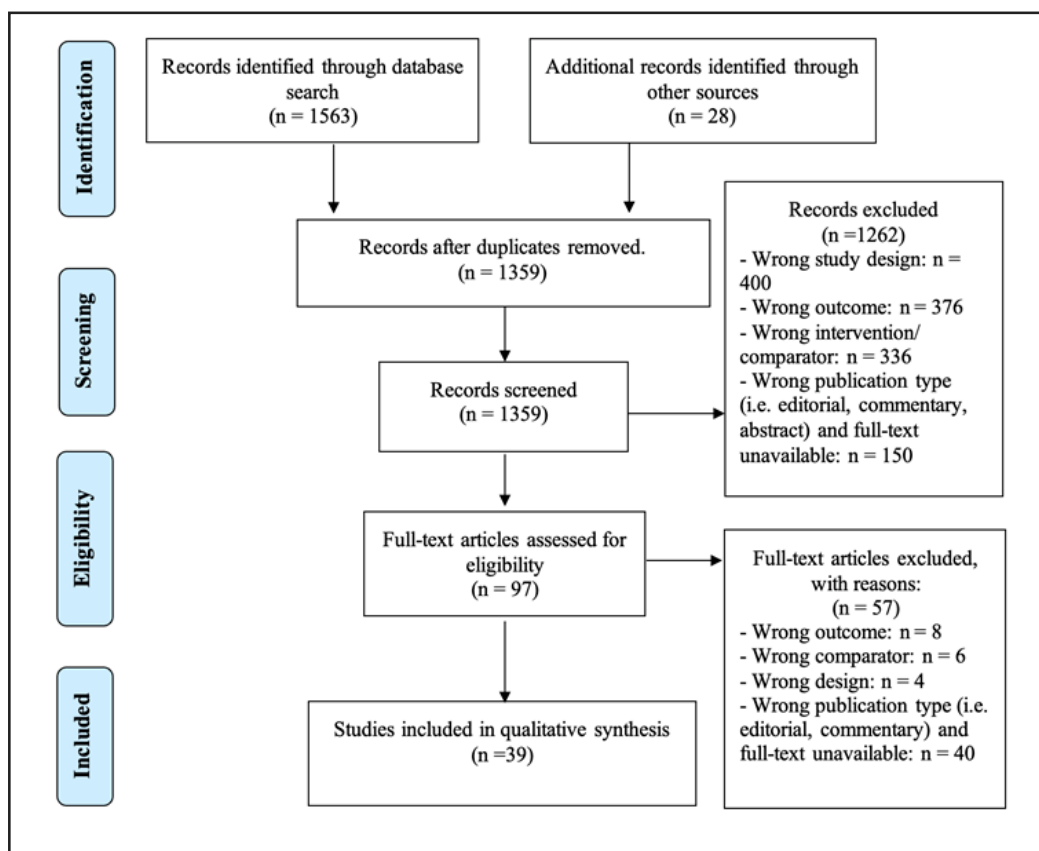 Identification
Records identified through database
search
(n = 1563)
Additional records identified through
other sources
(n = 28)
Records after duplicates removed.
(n = 1359)
Records excluded
(n =1262)
- Wrong study design: n =
400
- Wrong outcome: n = 376
- Wrong intervention/
comparator: n = 336
- Wrong publication type
(i.e. editorial, commentary,
abstract) and full-text
unavailable: n = 150
Screening
Records screened
(n = 1359)
Eligibility
Full-text articles assessed for
eligibility
(n = 97)
Full-text articles excluded,
with reasons:
(n = 57)
- Wrong outcome: n = 8
- Wrong comparator: n = 6
- Wrong design: n = 4
- Wrong publication type (i.e.
editorial, commentary) and
full-text unavailable: n = 40
Included
Studies included in qualitative synthesis
(n =39)